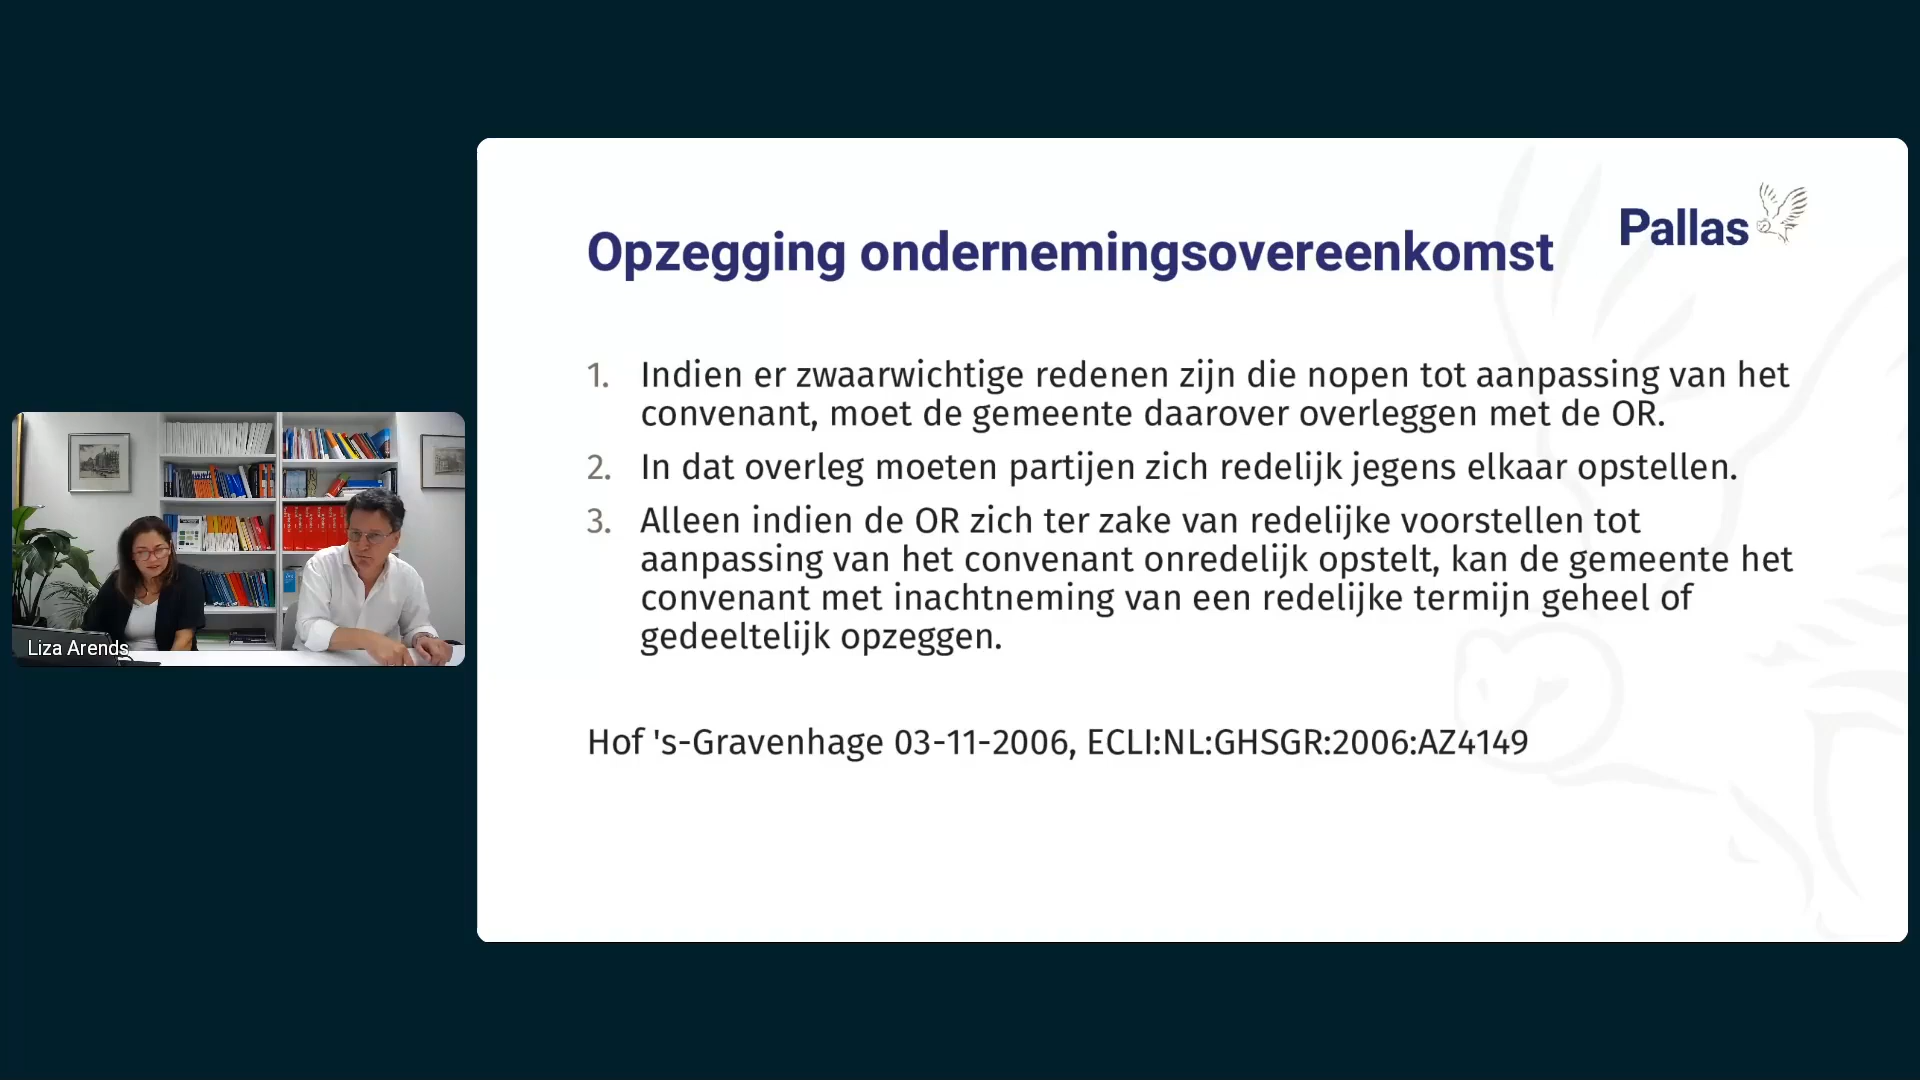 Opzegging ondernemingsovereenkomst
Pallas
1. Indien er zwaarwichtige redenen zijn die nopen tot aanpassing van het
convenant, moet de gemeente daarover overleggen met de OR.
2. In dat overleg moeten partijen zich redelijk jegens elkaar opstellen.
3. Alleen indien de OR zich ter zake van redelijke voorstellen tot
aanpassing van het convenant onredelijk opstelt, kan de gemeente het
convenant met inachtneming van een redelijke termijn geheel of
gedeeltelijk opzeggen.
Hof 's-Gravenhage 03-11-2006, ECLI:NL:GHSGR:2006:AZ4149
Liza Arends